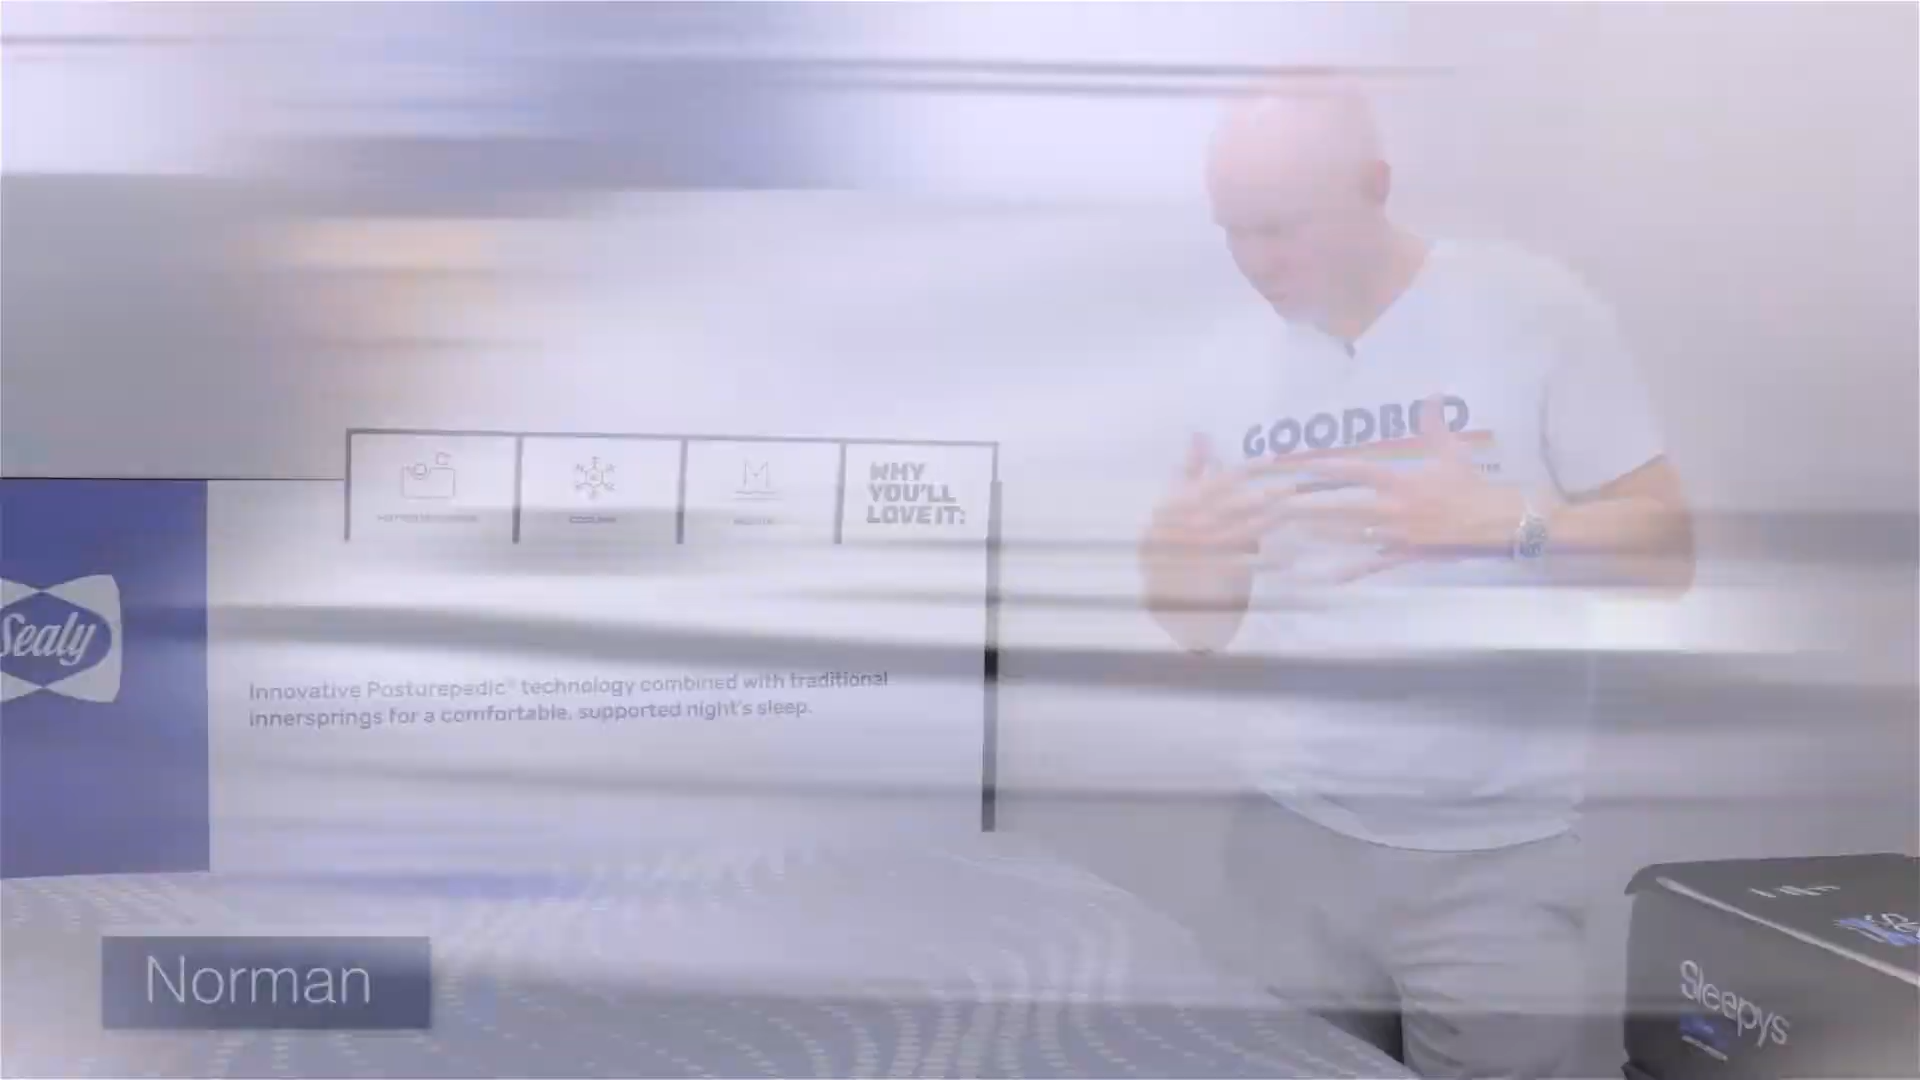 WHY
YOU'LL
LOVE IT:
GOODBED
Sealy
Innovative Posturepedic® technology combined with traditional
innersprings for a comfortable, supported night's sleep.
Norman
Sleepys